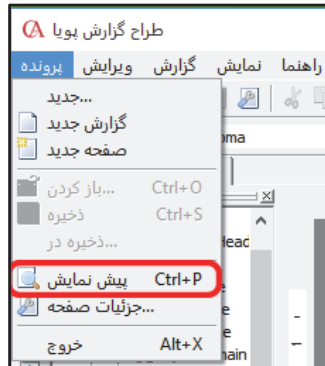 طراح گزارش پویا
پرونده ویرایش گزارش نمایش راهنما
جدید...
گزارش جدید
صفحه جدید
باز کردن... Ctrl+O
ذخیره Ctrl+S
ذخیره در...
پیش نمایش Ctrl+P
جزئیات صفحه...
خروج Alt+X